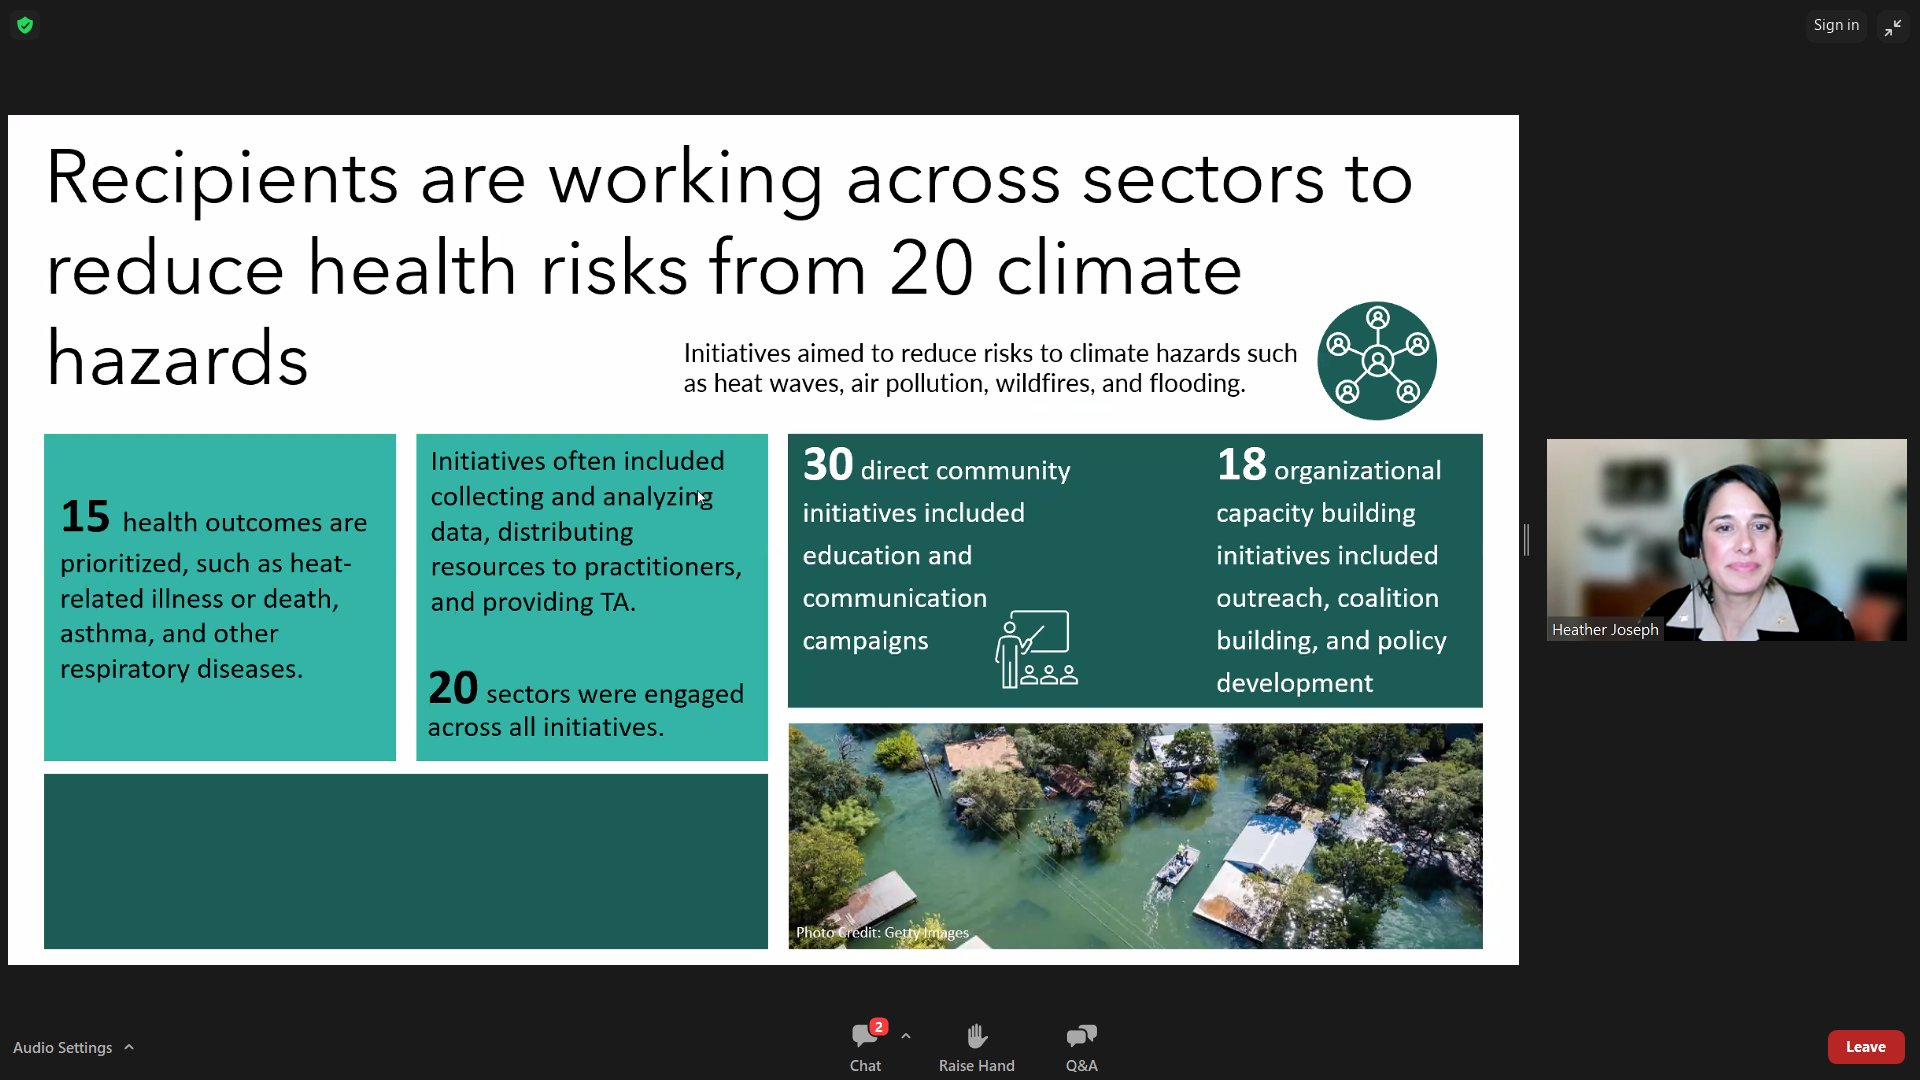 Sign in
Recipients are working across sectors to
reduce health risks from 20 climate
hazards
Initiatives aimed to reduce risks to climate hazards such
as heat waves, air pollution, wildfires, and flooding.
15 health outcomes are
prioritized, such as heat-
related illness or death,
asthma, and other
respiratory diseases.
Initiatives often included
collecting and analyzing
data, distributing
resources to practitioners,
and providing TA.
20 sectors were engaged
across all initiatives.
30 direct community
initiatives included
education and
communication
campaigns
18 organizational
capacity building
initiatives included
outreach, coalition
building, and policy
development
Photo Credit: Getty Images
Heather Joseph
Audio Settings
2
Chat
Raise Hand
Q&A
Leave